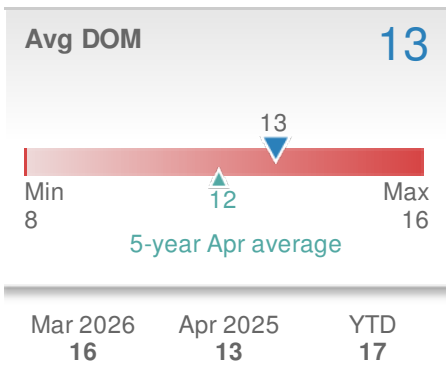 Avg DOM 13
13
Min Max
8 12 16
5-year Apr average
Mar 2026 Apr 2025 YTD
16 13 17